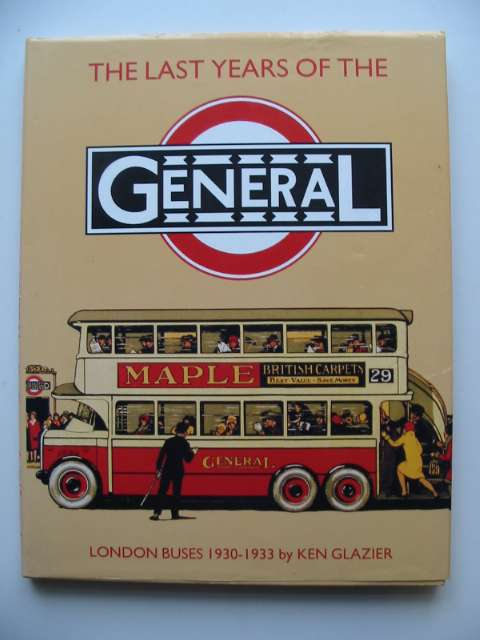 THE LAST YEARS OF THE
GENERAL
MAPLE
BRITISH CARPETS
BEST VALUE - SAVE MONEY
29
GENERAL
LONDON BUSES 1930-1933 by KEN GLAZIER